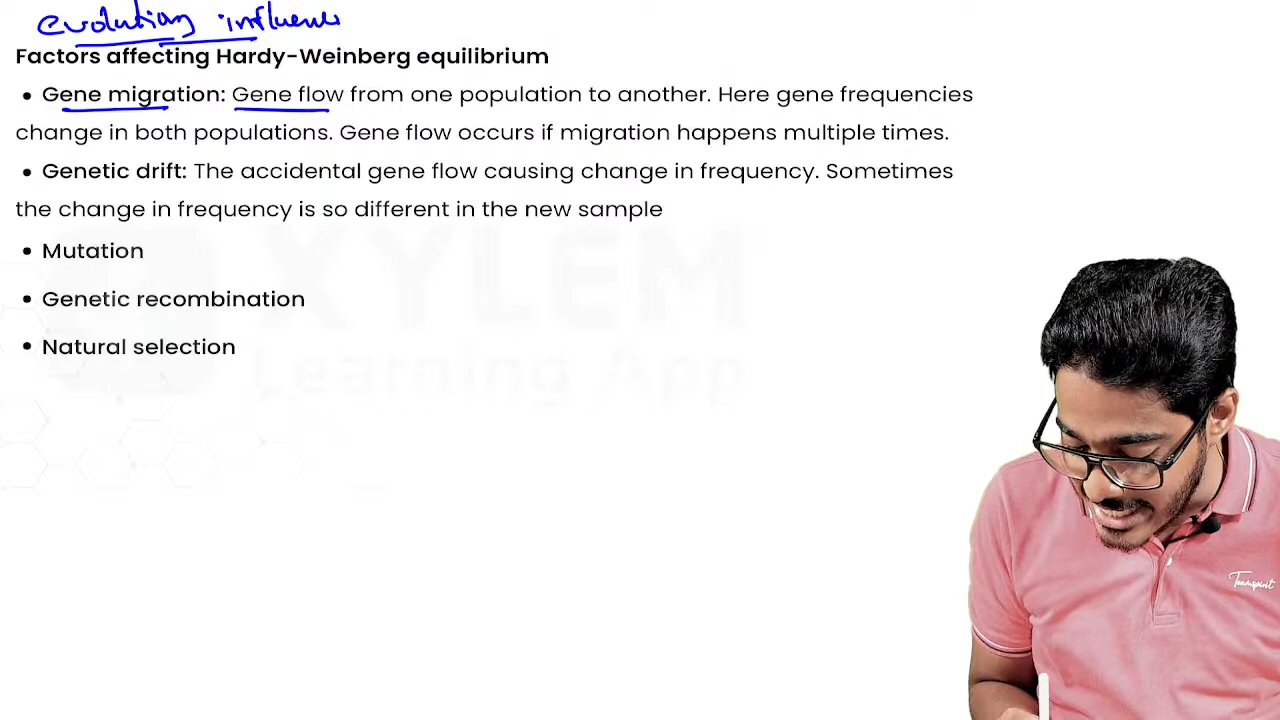 evolution influence
Factors affecting Hardy-Weinberg equilibrium
• Gene migration: Gene flow from one population to another. Here gene frequencies
change in both populations. Gene flow occurs if migration happens multiple times.
• Genetic drift: The accidental gene flow causing change in frequency. Sometimes
the change in frequency is so different in the new sample
• Mutation
• Genetic recombination
• Natural selection
XYLEM
Learning App